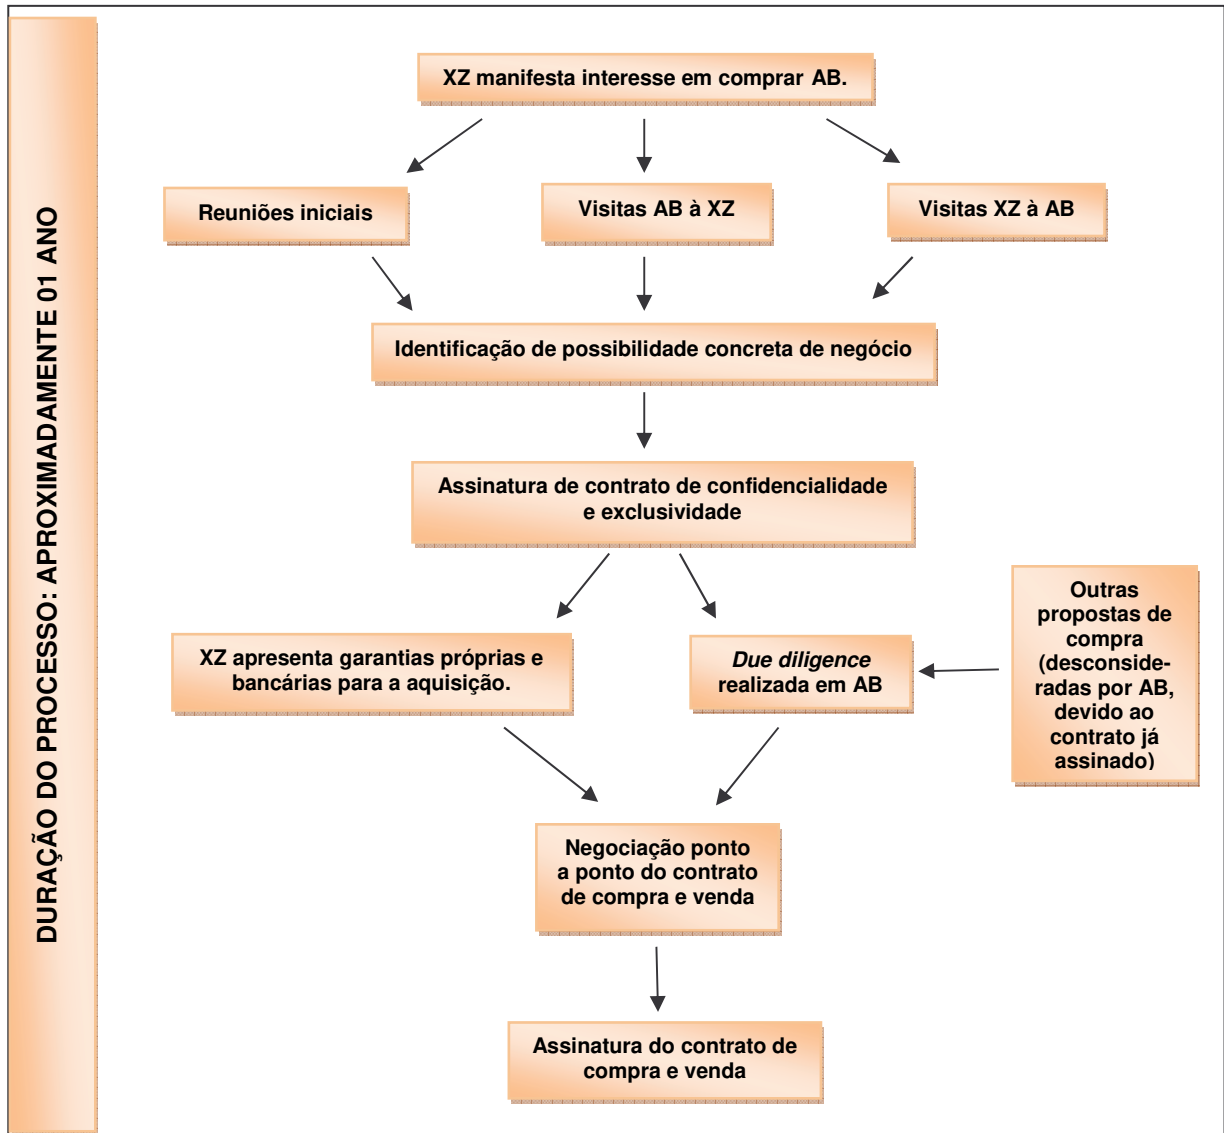 DURAÇÃO DO PROCESSO: APROXIMADAMENTE 01 ANO
XZ manifesta interesse em comprar AB.
Reuniões iniciais
Visitas AB à XZ
Visitas XZ à AB
Identificação de possibilidade concreta de negócio
Assinatura de contrato de confidencialidade
e exclusividade
XZ apresenta garantias próprias e
bancárias para a aquisição.
Due diligence
realizada em AB
Outras
propostas de
compra
(desconside-
radas por AB,
devido ao
contrato já
assinado)
Negociação ponto
a ponto do contrato
de compra e venda
Assinatura do contrato de
compra e venda